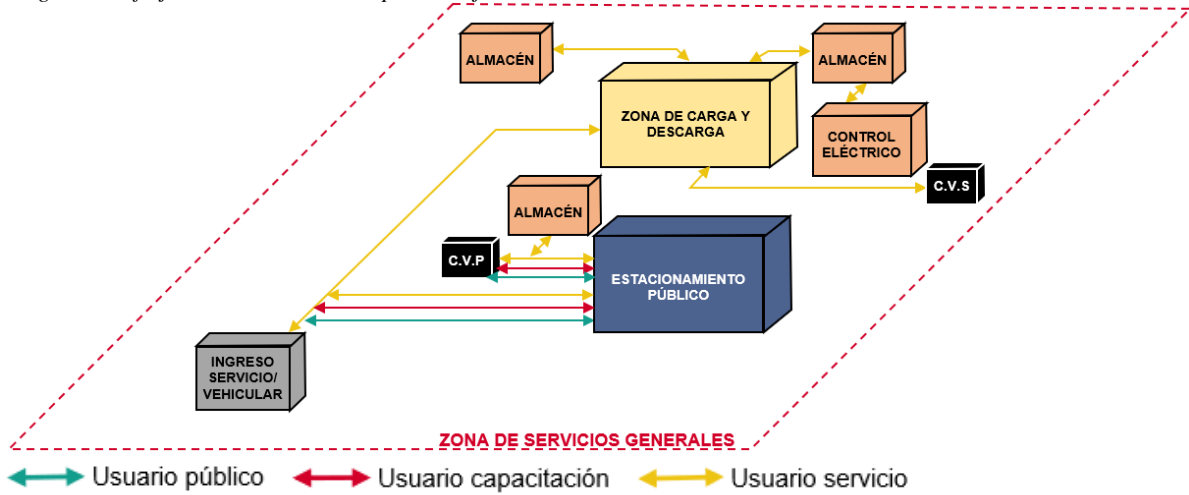 ALMACÉN
ALMACÉN
ZONA DE CARGA Y
DESCARGA
CONTROL
ELÉCTRICO
C.V.S
ALMACÉN
C.V.P
ESTACIONAMIENTO
PÚBLICO
INGRESO
SERVICIO/
VEHICULAR
ZONA DE SERVICIOS GENERALES
Usuario público
Usuario capacitación
Usuario servicio